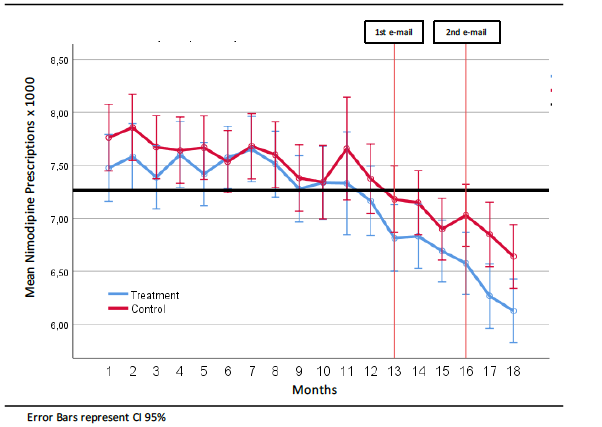 1st e-mail
2nd e-mail
Mean Nimodipine Prescriptions x 1000
8,50
8,00
7,50
7,00
6,50
6,00
Treatment
Control
1 2 3 4 5 6 7 8 9 10 11 12 13 14 15 16 17 18
Months
Error Bars represent CI 95%